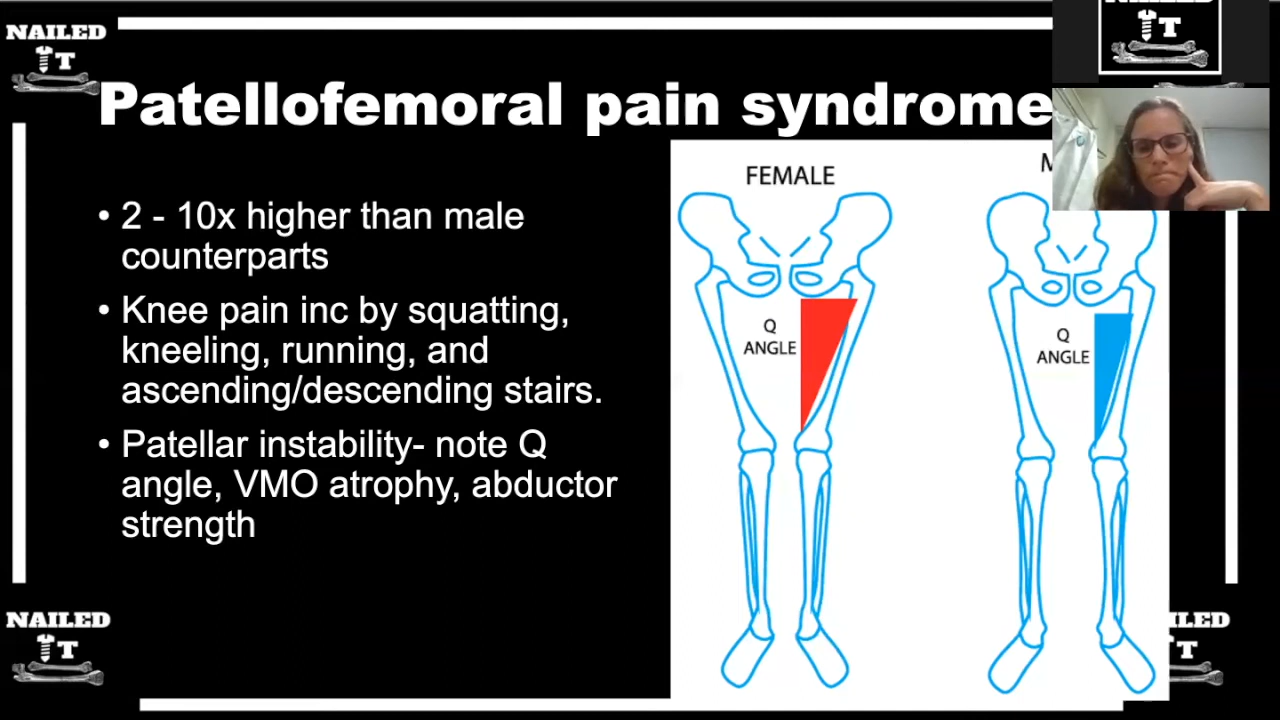 NAILED
IT
NAILED
IT
Patellofemoral pain syndrome
• 2 - 10x higher than male
counterparts
• Knee pain inc by squatting,
kneeling, running, and
ascending/descending stairs.
• Patellar instability- note Q
angle, VMO atrophy, abductor
strength
FEMALE
M
Q
ANGLE
Q
ANGLE
NAILED
IT
ILED
T